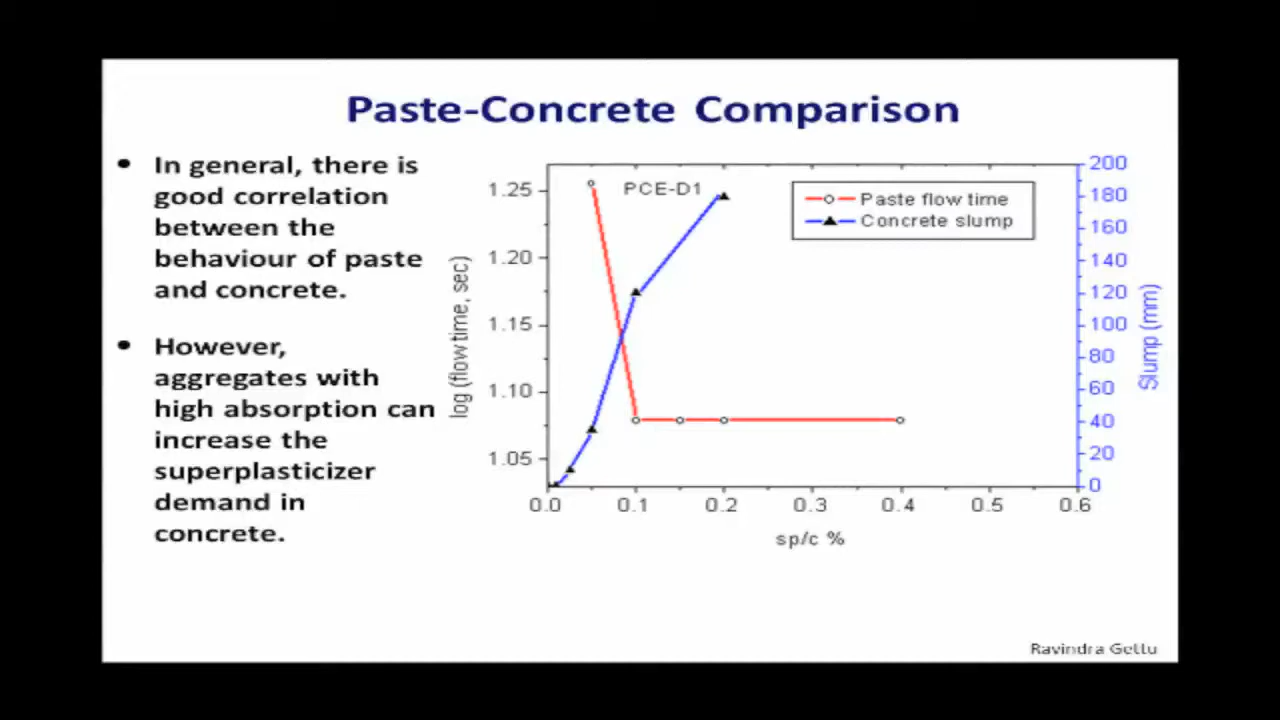 Paste-Concrete Comparison
• In general, there is
good correlation
between the
behaviour of paste
and concrete.
• However,
aggregates with
high absorption can
increase the
superplasticizer
demand in
concrete.
PCE-D1
Paste flow time
Concrete slump
log (flow time, sec)
1.25
1.20
1.15
1.10
1.05
200
180
160
140
120
100
80
60
40
20
0
Slump (mm)
0.0 0.1 0.2 0.3 0.4 0.5 0.6
sp/c %
Ravindra Gettu